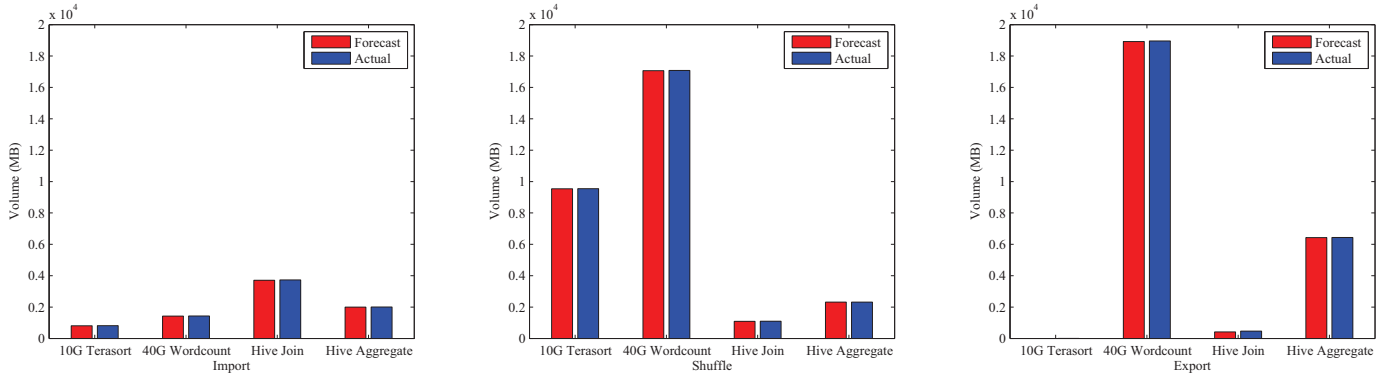 2 x 10^4
1.8
1.6
1.4
1.2
1
0.8
0.6
0.4
0.2
0
Volume (MB)
Forecast
Actual
10G Terasort 40G Wordcount Hive Join Hive Aggregate
Import
2 x 10^4
1.8
1.6
1.4
1.2
1
0.8
0.6
0.4
0.2
0
Volume (MB)
Forecast
Actual
10G Terasort 40G Wordcount Hive Join Hive Aggregate
Shuffle
2 x 10^4
1.8
1.6
1.4
1.2
1
0.8
0.6
0.4
0.2
0
Volume (MB)
Forecast
Actual
10G Terasort 40G Wordcount Hive Join Hive Aggregate
Export